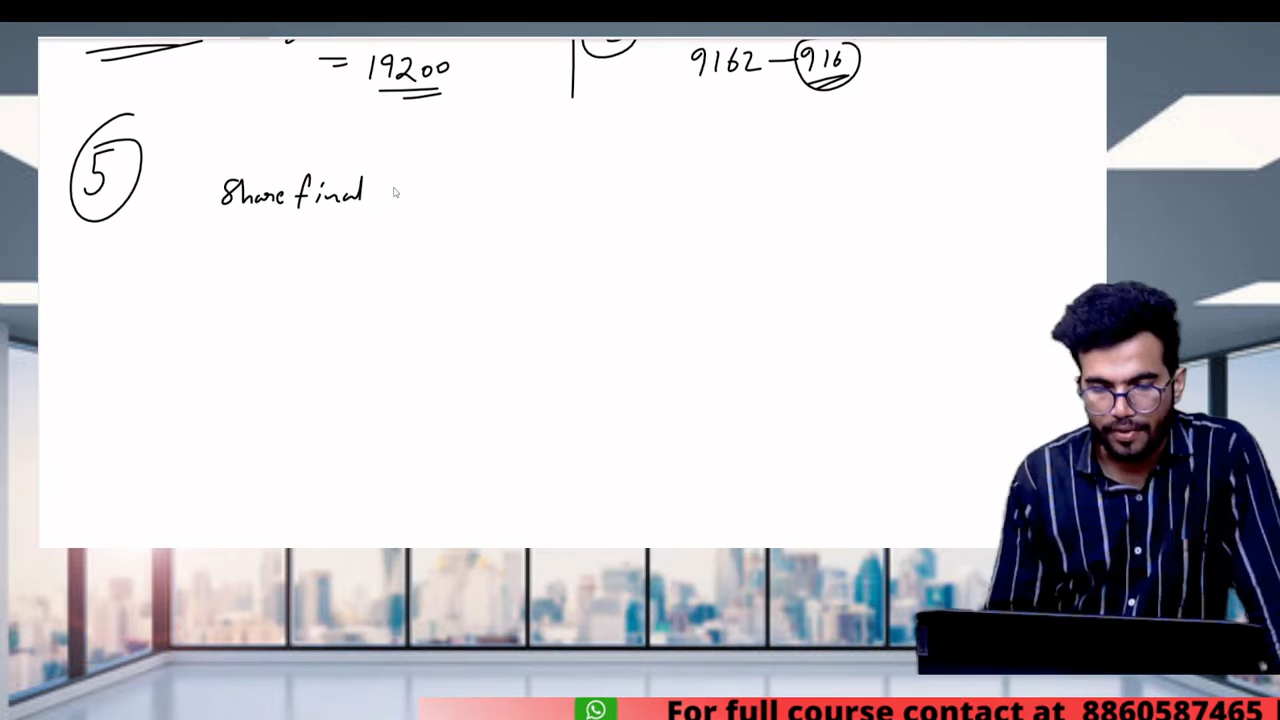 = 19200
9162 - 916
5
Share final
For full course contact at 8860587465